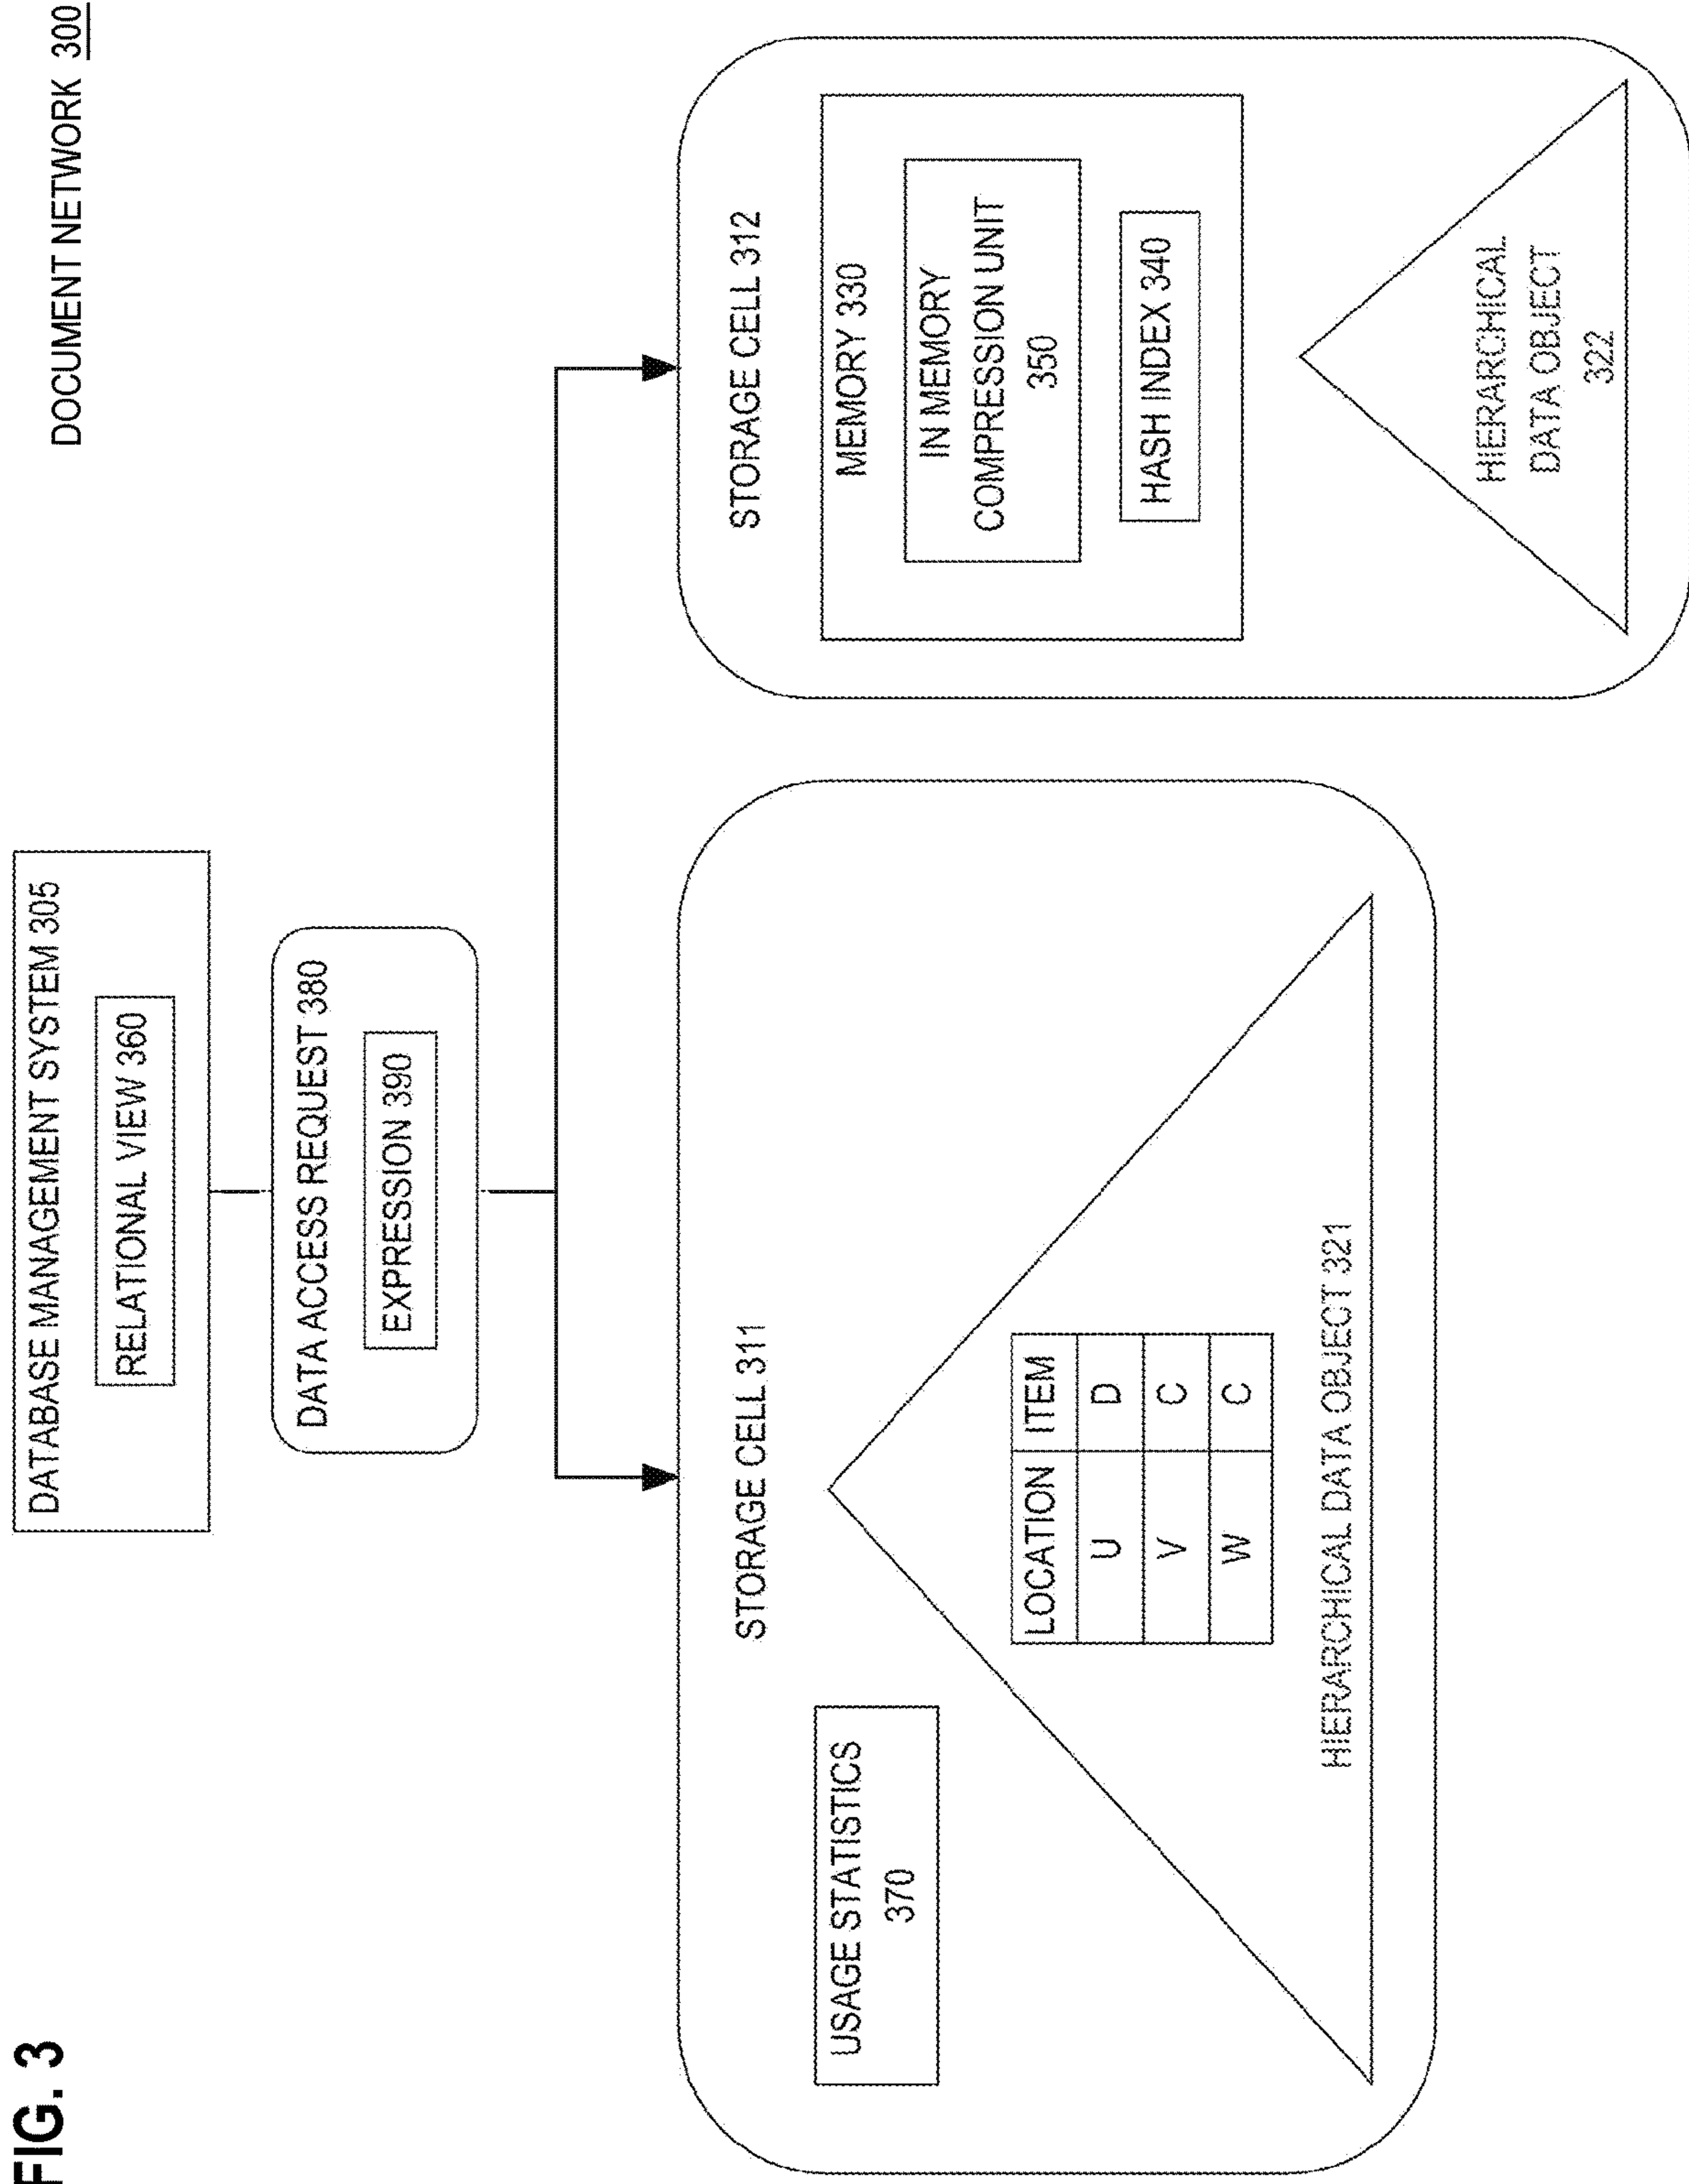 FIG. 3
DOCUMENT NETWORK 300
DATABASE MANAGEMENT SYSTEM 305
RELATIONAL VIEW 360
DATA ACCESS REQUEST 380
EXPRESSION 390
STORAGE CELL 311
USAGE STATISTICS
370
LOCATION ITEM
U D
V C
W C
HIERARCHICAL DATA OBJECT 321
STORAGE CELL 312
MEMORY 330
IN MEMORY
COMPRESSION UNIT
350
HASH INDEX 340
HIERARCHICAL
DATA OBJECT
322